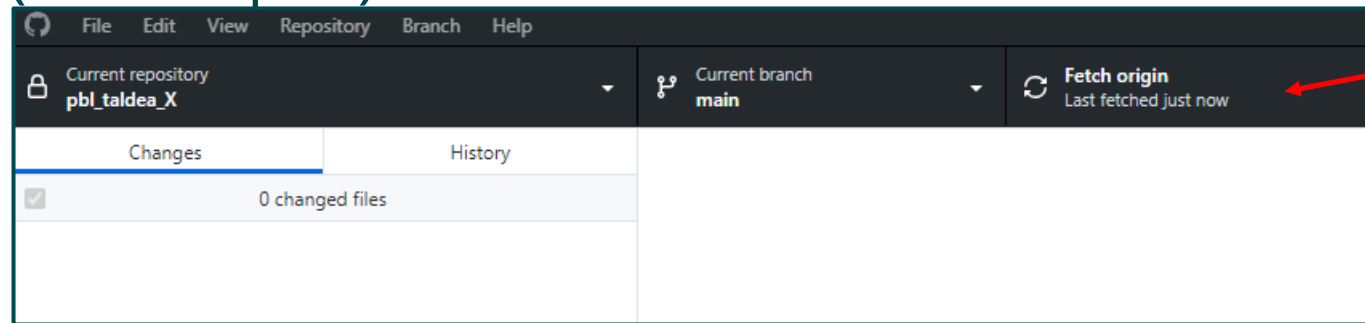 File Edit View Repository Branch Help
Current repository
pbl_taldea_X
Current branch
main
Fetch origin
Last fetched just now
Changes History
0 changed files